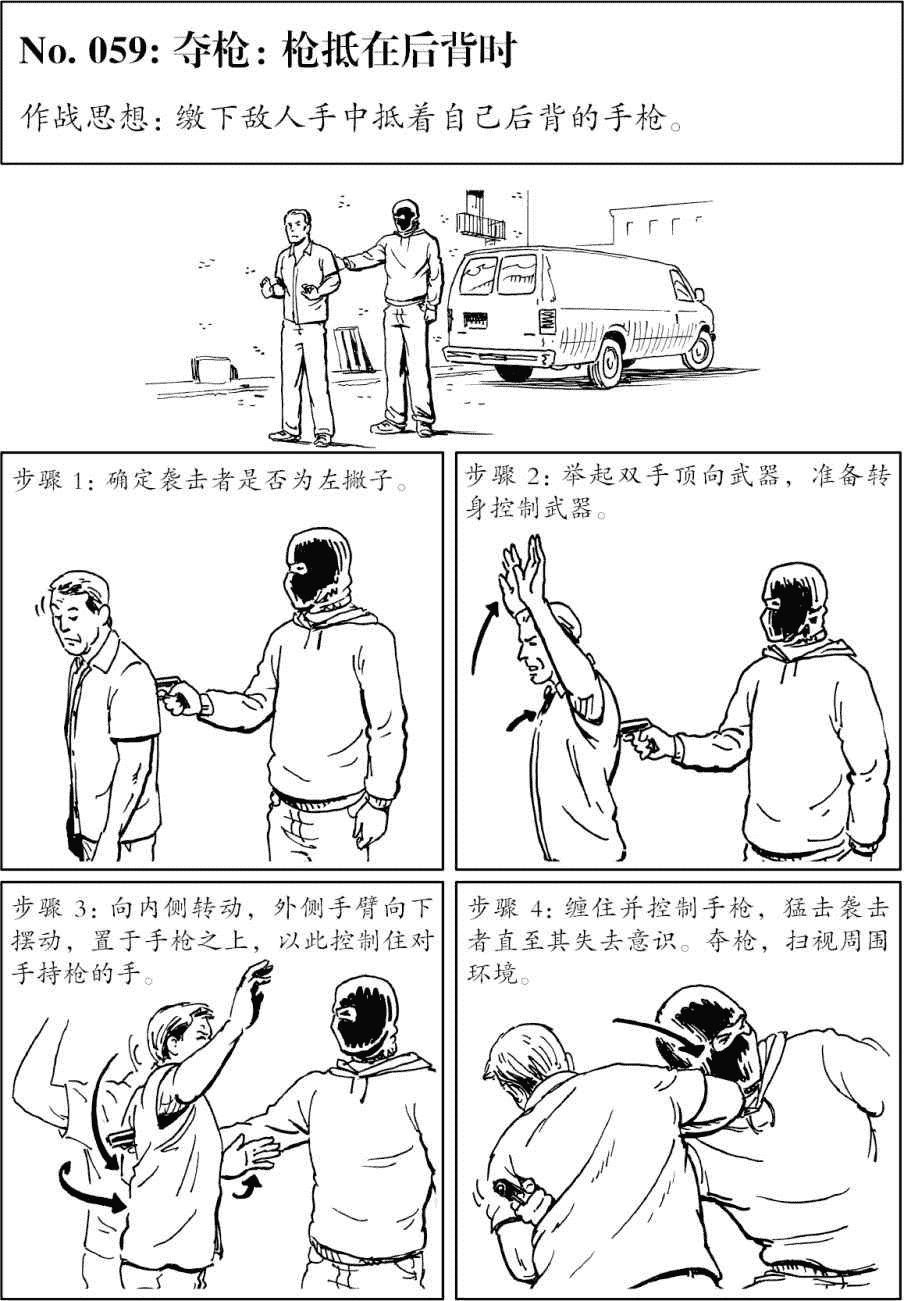 No. 059: 夺枪: 枪抵在后背时
作战思想: 缴下敌人手中抵着自己后背的手枪。
步骤 1: 确定袭击者是否为左撇子。
步骤 2: 举起双手顶向武器, 准备转
身控制武器。
步骤 3: 向内侧转动, 外侧手臂向下
摆动, 置于手枪之上, 以此控制住对
手持枪的手。
步骤 4: 缠住并控制手枪, 猛击袭击
者直至其失去意识。夺枪, 扫视周围
环境。